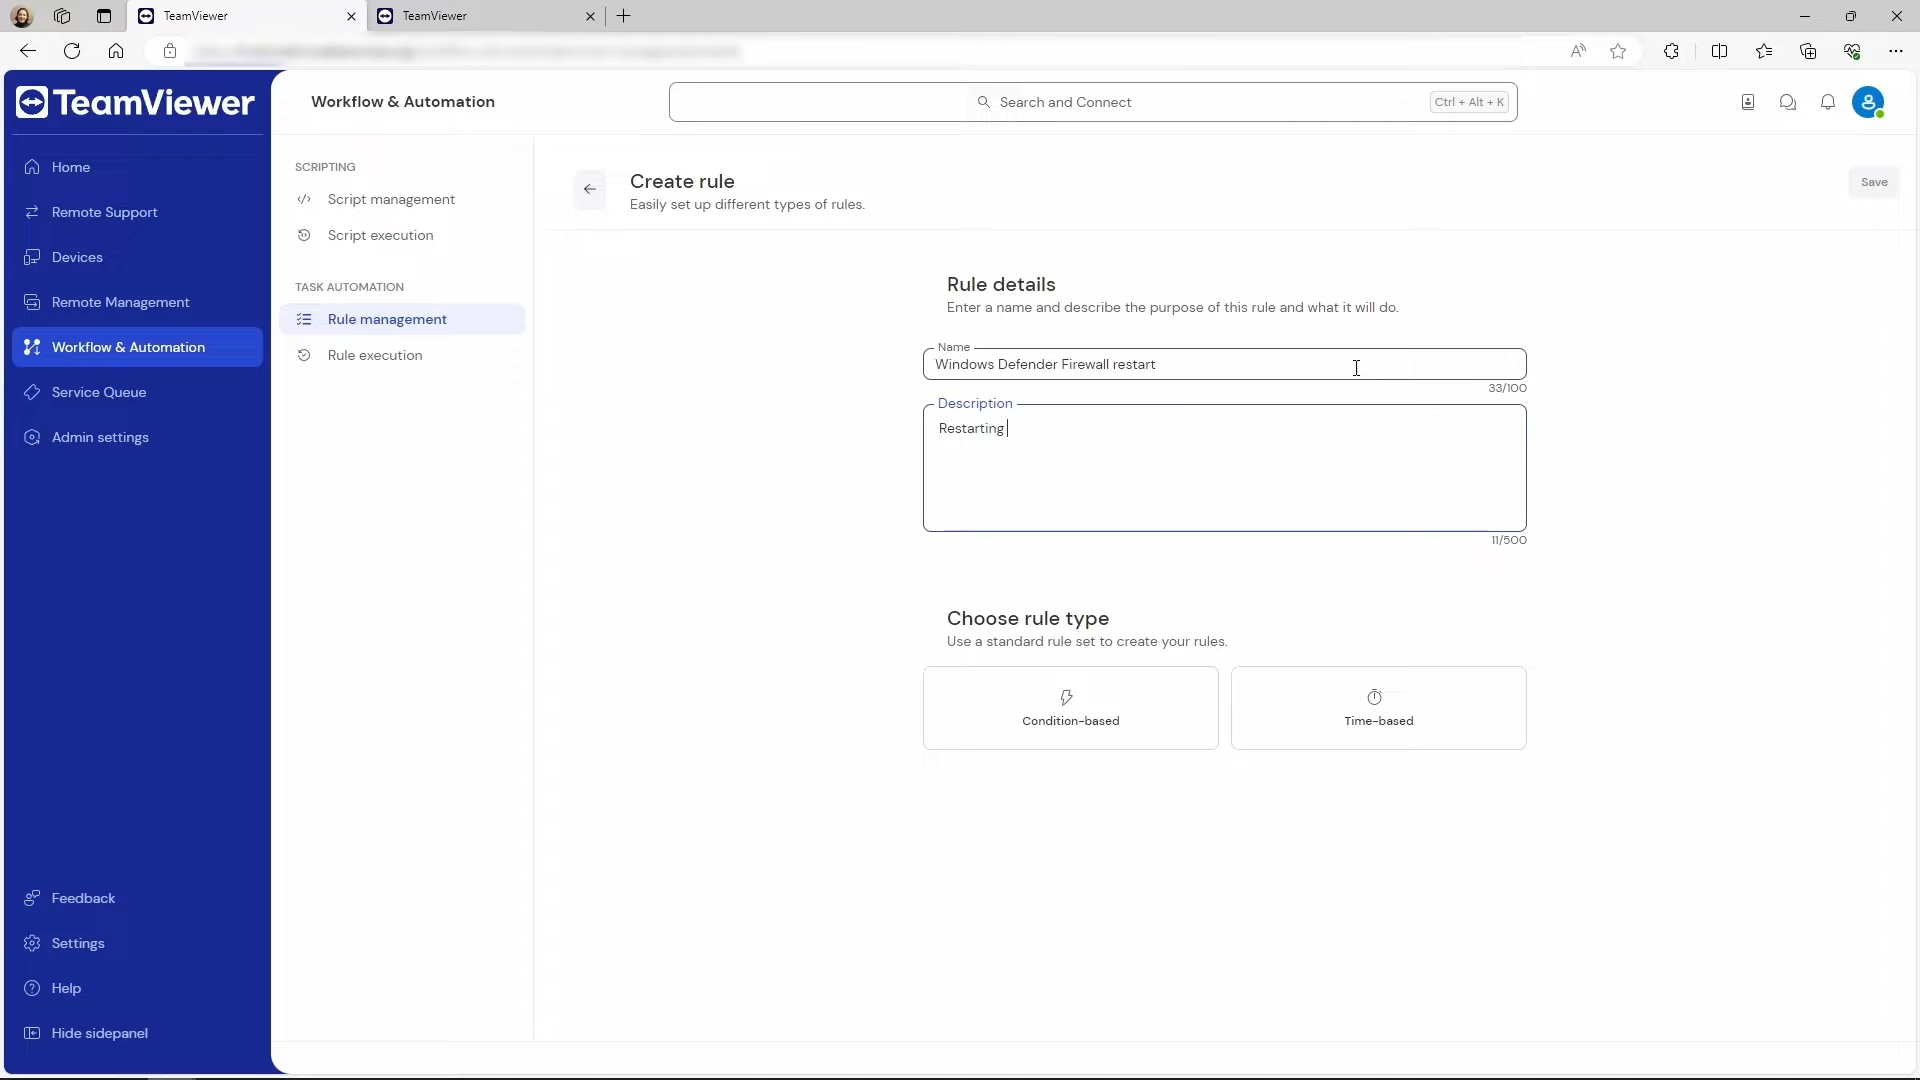 TeamViewer
TeamViewer
TeamViewer
Workflow & Automation
Search and Connect
Ctrl + Alt + K
Home
Remote Support
Devices
Remote Management
Workflow & Automation
Service Queue
Admin settings
Feedback
Settings
Help
Hide sidepanel
SCRIPTING
Script management
Script execution
TASK AUTOMATION
Rule management
Rule execution
Create rule
Easily set up different types of rules.
Save
Rule details
Enter a name and describe the purpose of this rule and what it will do.
Name
Windows Defender Firewall restart
33/100
Description
Restarting
11/500
Choose rule type
Use a standard rule set to create your rules.
Condition-based
Time-based